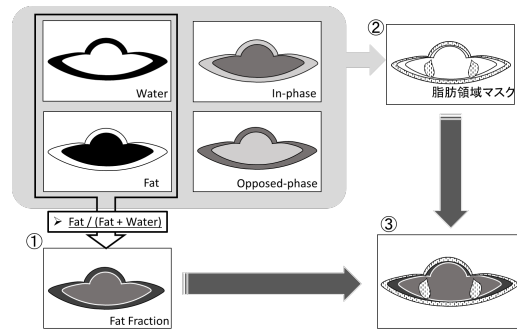 Water
In-phase
Fat
Opposed-phase
②
脂肪領域マスク
➢ Fat / (Fat + Water)
①
Fat Fraction
③